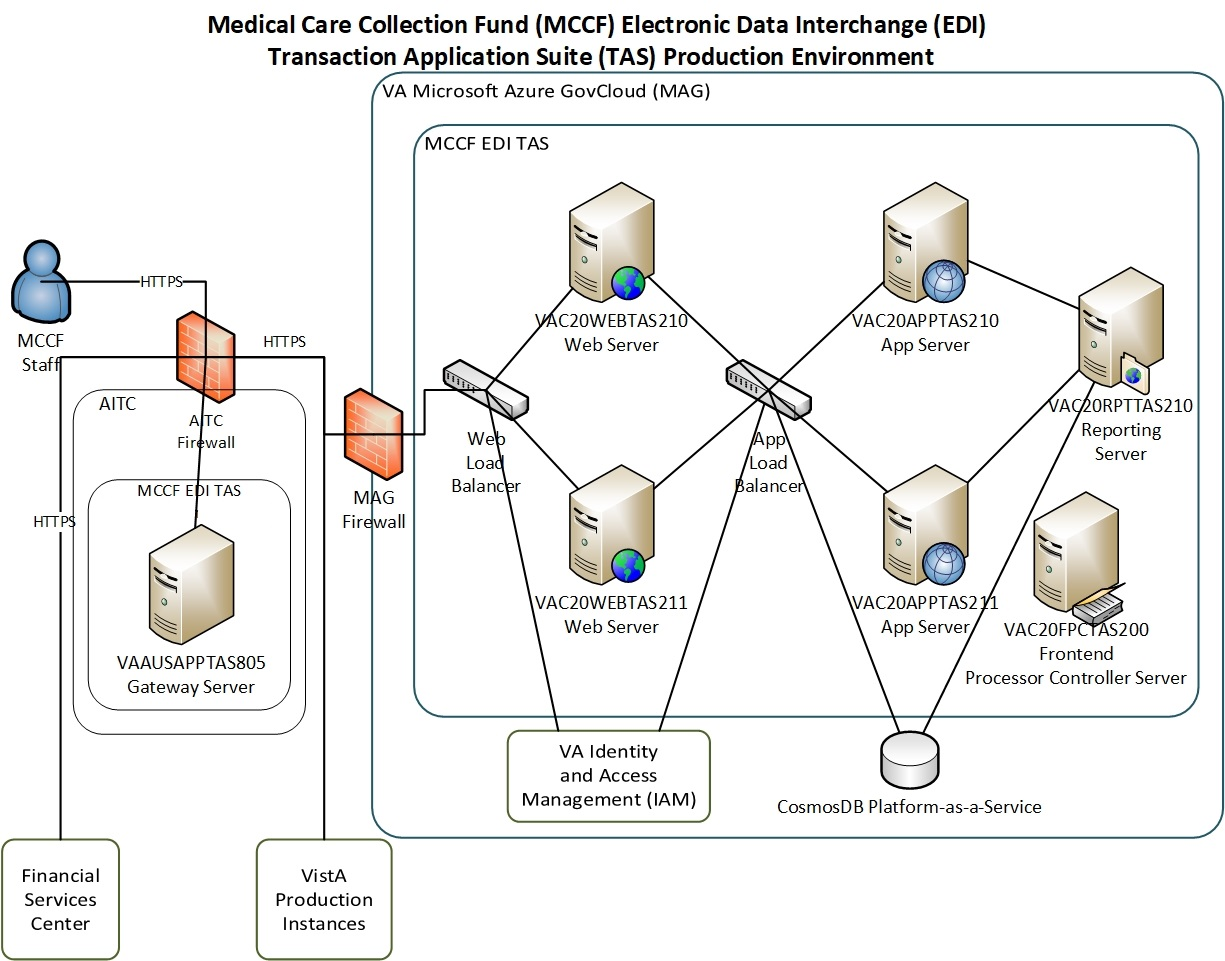 Medical Care Collection Fund (MCCF) Electronic Data Interchange (EDI)
Transaction Application Suite (TAS) Production Environment
VA Microsoft Azure GovCloud (MAG)
MCCF EDI TAS
HTTPS
MCCF
Staff
VAC20WEBTAS210
Web Server
VAC20APPTAS210
App Server
HTTPS
AITC
AITC
Firewall
VAC20RPTTAS210
Reporting
Server
Web
Load
Balancer
App
Load
Balancer
MAG
Firewall
MCCF EDI TAS
HTTPS
VAC20WEBTAS211
Web Server
VAC20APPTAS211
App Server
VAC20FPCTAS200
Frontend
Processor Controller Server
VAAUSAPPTAS805
Gateway Server
VA Identity
and Access
Management (IAM)
CosmosDB Platform-as-a-Service
Financial
Services
Center
VistA
Production
Instances